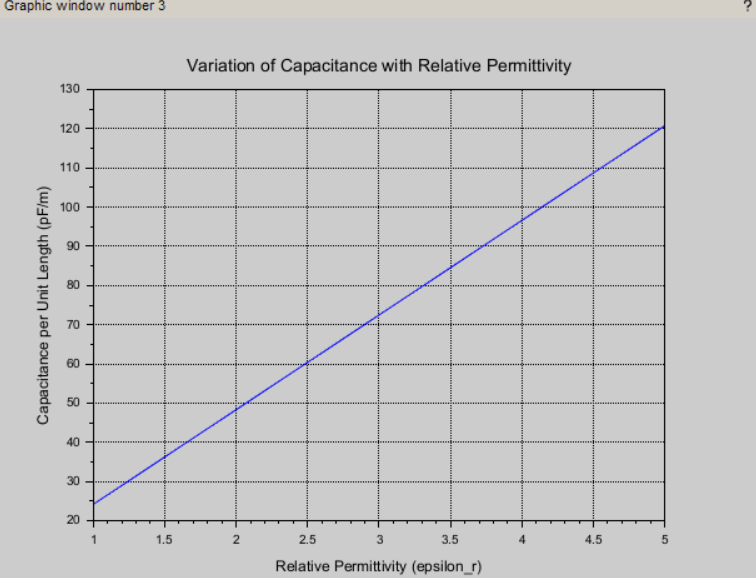 Graphic window number 3 ?
Variation of Capacitance with Relative Permittivity
130
120
110
100
90
80
70
60
50
40
30
20
Capacitance per Unit Length (pF/m)
1 1.5 2 2.5 3 3.5 4 4.5 5
Relative Permittivity (epsilon_r)